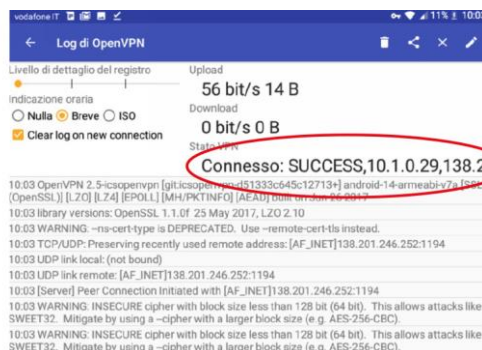 vodafone IT 11% 10:03
Log di OpenVPN
Livello di dettaglio del registro
Upload
56 bit/s 14 B
Indicazione oraria
Download
Nulla Breve ISO
0 bit/s 0 B
Clear log on new connection
Stato VPN
Connesso: SUCCESS,10.1.0.29,138.2
10:03 OpenVPN 2.5-icsopenvpn [git:icsopenvpn-d51333c645c12713+] android-14-armeabi-v7a [SSL
(OpenSSL)] [LZO] [LZ4] [EPOLL] [MH/PKTINFO] [AEAD] built on Jun 26 2017
10:03 library versions: OpenSSL 1.1.0f 25 May 2017, LZO 2.10
10:03 WARNING: --ns-cert-type is DEPRECATED. Use --remote-cert-tls instead.
10:03 TCP/UDP: Preserving recently used remote address: [AF_INET]138.201.246.252:1194
10:03 UDP link local: (not bound)
10:03 UDP link remote: [AF_INET]138.201.246.252:1194
10:03 [Server] Peer Connection Initiated with [AF_INET]138.201.246.252:1194
10:03 WARNING: INSECURE cipher with block size less than 128 bit (64 bit). This allows attacks like
SWEET32. Mitigate by using a --cipher with a larger block size (e.g. AES-256-CBC).
10:03 WARNING: INSECURE cipher with block size less than 128 bit (64 bit). This allows attacks like
SWEET32. Mitigate by using a --cipher with a larger block size (e.g. AES-256-CBC).